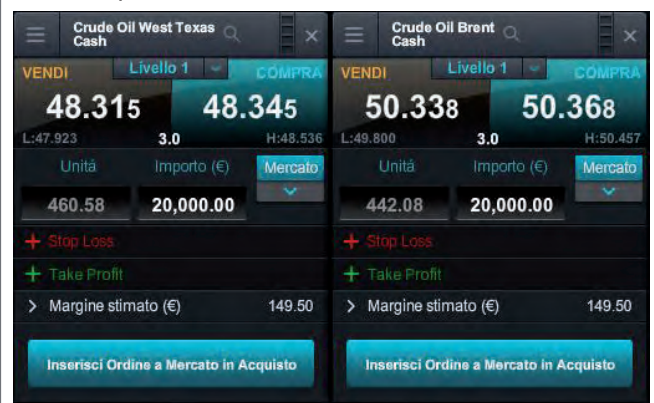 Crude Oil West Texas
Cash
VENDI Livello 1 COMPRA
48.315 48.345
L:47.923 3.0 H:48.536
Unità Importo (€) Mercato
460.58 20,000.00
+ Stop Loss
+ Take Profit
> Margine stimato (€) 149.50
Inserisci Ordine a Mercato in Acquisto
Crude Oil Brent
Cash
VENDI Livello 1 COMPRA
50.338 50.368
L:49.800 3.0 H:50.457
Unità Importo (€) Mercato
442.08 20,000.00
+ Stop Loss
+ Take Profit
> Margine stimato (€) 149.50
Inserisci Ordine a Mercato in Acquisto